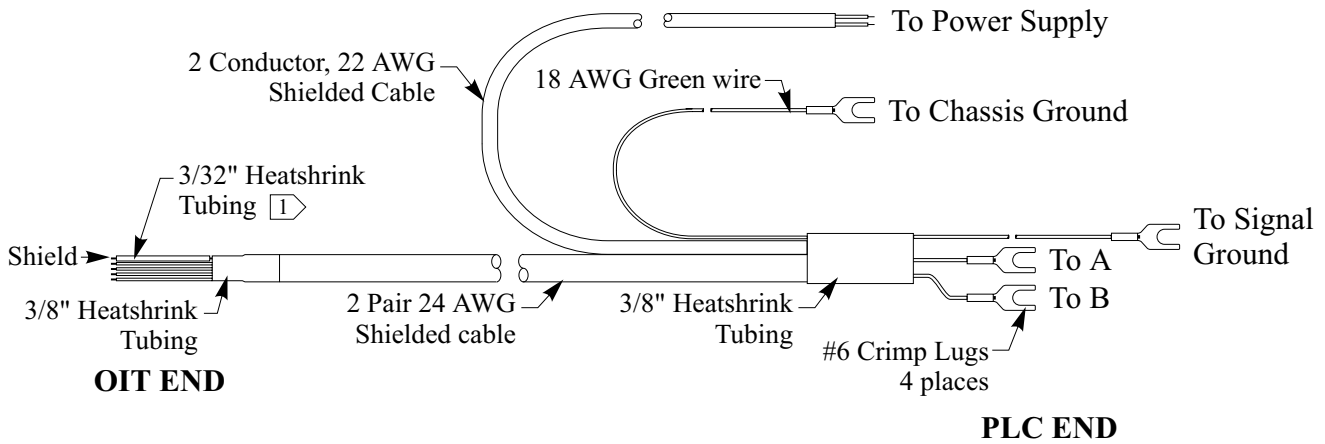 To Power Supply
2 Conductor, 22 AWG
Shielded Cable
18 AWG Green wire
To Chassis Ground
3/32" Heatshrink
Tubing 1
To Signal
Ground
Shield
To A
To B
3/8" Heatshrink
Tubing
2 Pair 24 AWG
Shielded cable
3/8" Heatshrink
Tubing
#6 Crimp Lugs
4 places
OIT END
PLC END